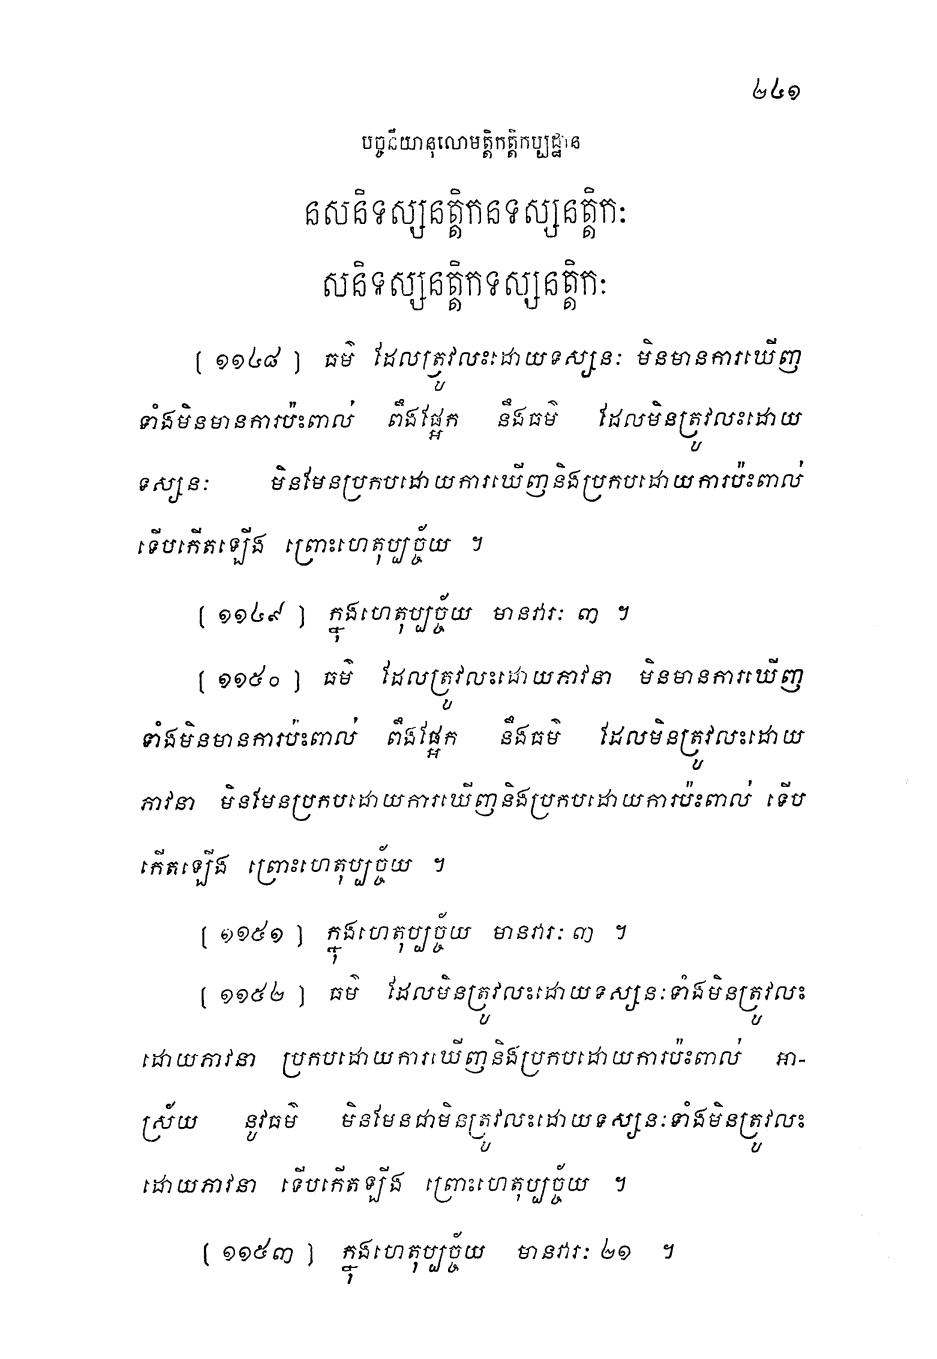 ២៤១
បច្ចនីយានុលោមត្តិកត្តិកប្បដ្ឋាន
នសនិទស្សនត្តិកនទស្សនត្តិកៈ
សនិទស្សនត្តិកទស្សនត្តិកៈ
[ ១១៤៨ ] ធម៌ ដែលត្រូវលះដោយទស្សនៈ មិនមានការឃើញ
ទាំងមិនមានការប៉ះពាល់ ពឹងផ្អែក នឹងធម៌ ដែលមិនត្រូវលះដោយ
ទស្សនៈ មិនមែនប្រកបដោយការឃើញនិងប្រកបដោយការប៉ះពាល់
ទើបកើតឡើង ព្រោះហេតុប្បច្ច័យ ។
[ ១១៤៩ ] ក្នុងហេតុប្បច្ច័យ មានវារៈ ៣ ។
[ ១១៥០ ] ធម៌ ដែលត្រូវលះដោយភាវនា មិនមានការឃើញ
ទាំងមិនមានការប៉ះពាល់ ពឹងផ្អែក នឹងធម៌ ដែលមិនត្រូវលះដោយ
ភាវនា មិនមែនប្រកបដោយការឃើញនិងប្រកបដោយការប៉ះពាល់ ទើប
កើតឡើង ព្រោះហេតុប្បច្ច័យ ។
[ ១១៥១ ] ក្នុងហេតុប្បច្ច័យ មានវារៈ ៣ ។
[ ១១៥២ ] ធម៌ ដែលមិនត្រូវលះដោយទស្សនៈទាំងមិនត្រូវលះ
ដោយភាវនា ប្រកបដោយការឃើញនិងប្រកបដោយការប៉ះពាល់ អា-
ស្រ័យ នូវធម៌ មិនមែនជាមិនត្រូវលះដោយទស្សនៈទាំងមិនត្រូវលះ
ដោយភាវនា ទើបកើតឡើង ព្រោះហេតុប្បច្ច័យ ។
[ ១១៥៣ ] ក្នុងហេតុប្បច្ច័យ មានវារៈ ២១ ។